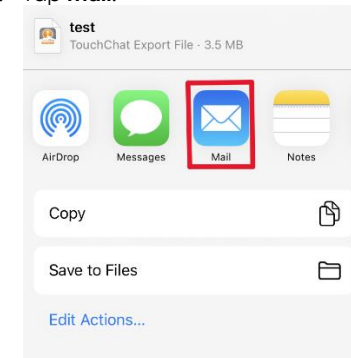 test
TouchChat Export File · 3.5 MB
AirDrop Messages Mail Notes
Copy
Save to Files
Edit Actions...